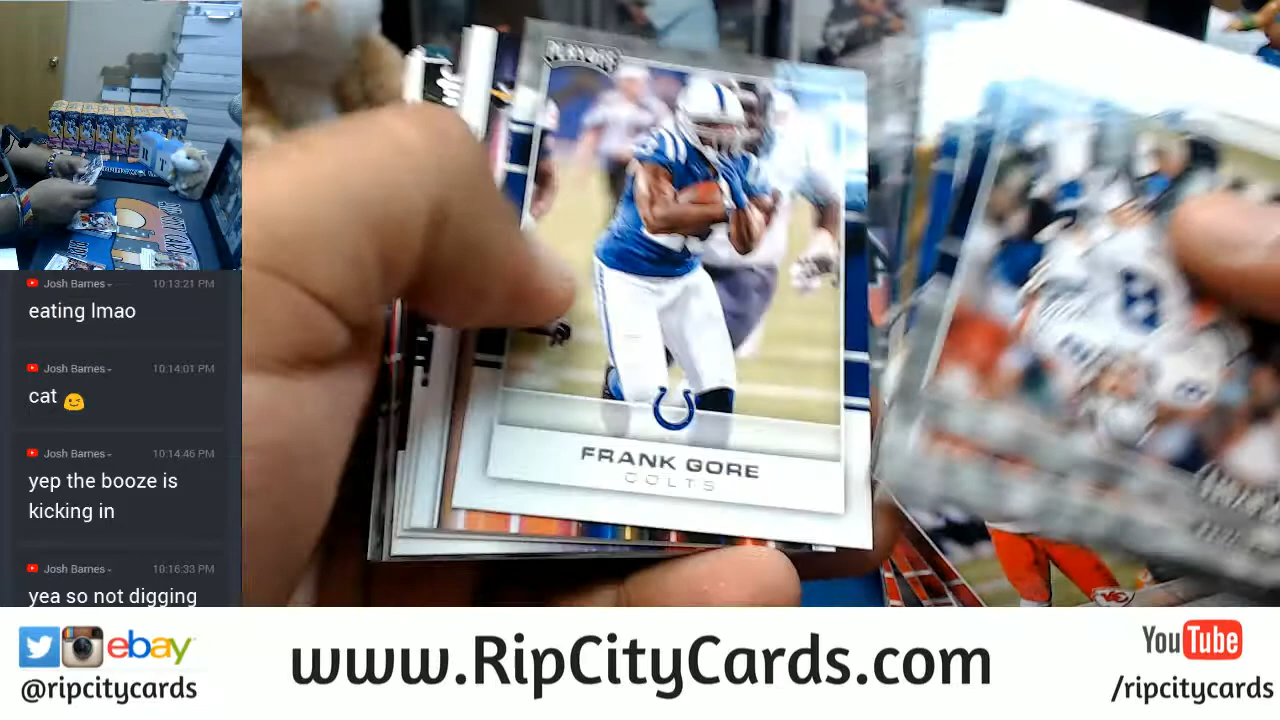 Josh Barnes 10:13:21 PM
eating lmao
Josh Barnes 10:14:01 PM
cat
Josh Barnes 10:14:46 PM
yep the booze is
kicking in
Josh Barnes 10:16:33 PM
yea so not digging
PLAYOFF
FRANK GORE
COLTS
ebay
@ripcitycards
www.RipCityCards.com
YouTube
/ripcitycards